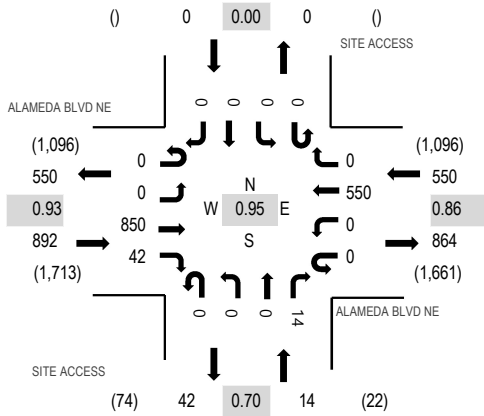 () 0 0.00 0 ()
SITE ACCESS
0 0 0 0
ALAMEDA BLVD NE
(1,096) 0 0 (1,096)
550 550 550
0 N
0.93 W 0.95 E 0 0.86
850 S
892 42 0 864
(1,713) (1,661)
0 0 0 14
ALAMEDA BLVD NE
SITE ACCESS
(74) 42 0.70 14 (22)